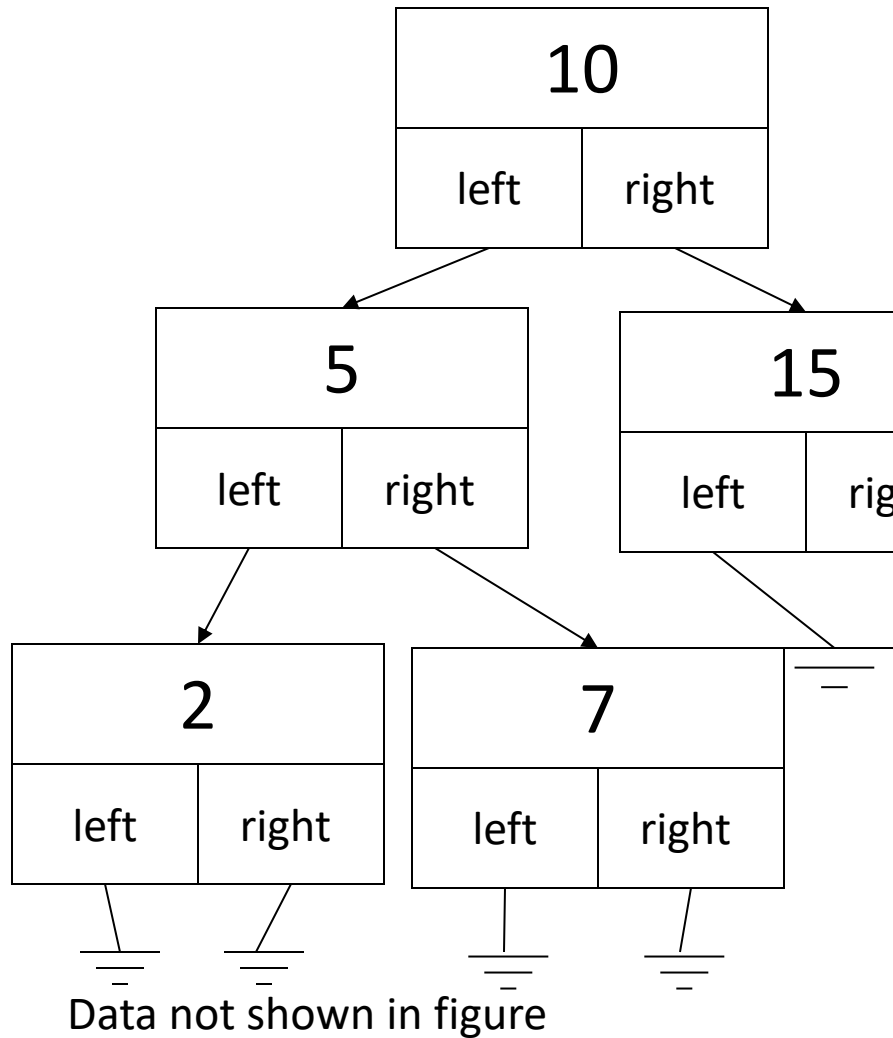 10
left right
5 15
left right left rig
2 7
left right left right
Data not shown in figure